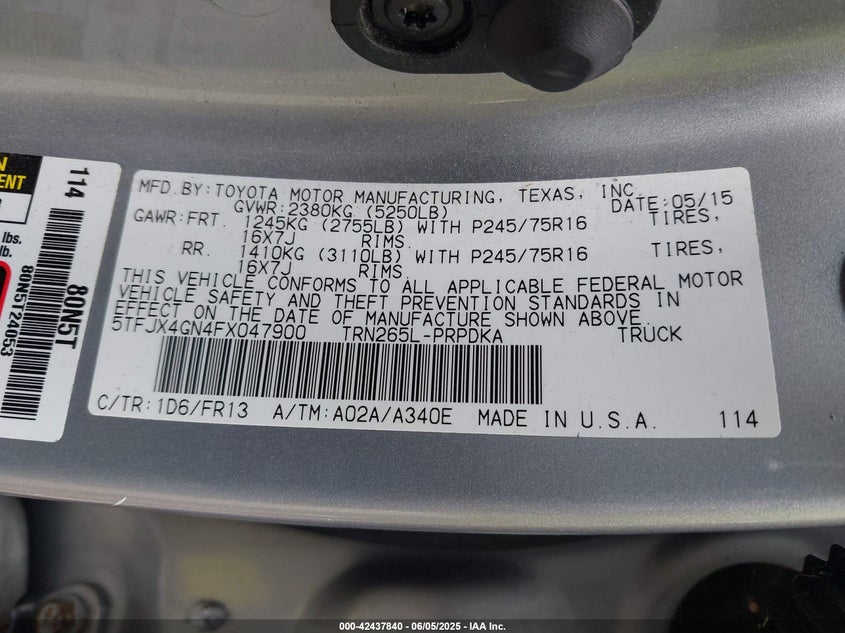 MFD.BY:TOYOTA MOTOR MANUFACTURING, TEXAS, INC.
GVWR:2380KG (5250LB) DATE:05/15
GAWR:FRT. 1245KG (2755LB) WITH P245/75R16 TIRES,
16X7J RIMS.
RR. 1410KG (3110LB) WITH P245/75R16 TIRES,
16X7J RIMS.
THIS VEHICLE CONFORMS TO ALL APPLICABLE FEDERAL MOTOR
VEHICLE SAFETY AND THEFT PREVENTION STANDARDS IN
EFFECT ON THE DATE OF MANUFACTURE SHOWN ABOVE.
5TFJX4GN4FX047900 TRN265L-PRPDKA TRUCK
C/TR:1D6/FR13 A/TM:A02A/A340E MADE IN U.S.A. 114
114
80N5T
80N5T24053
lbs.
lb.
000-42437840 - 06/05/2025 - IAA Inc.